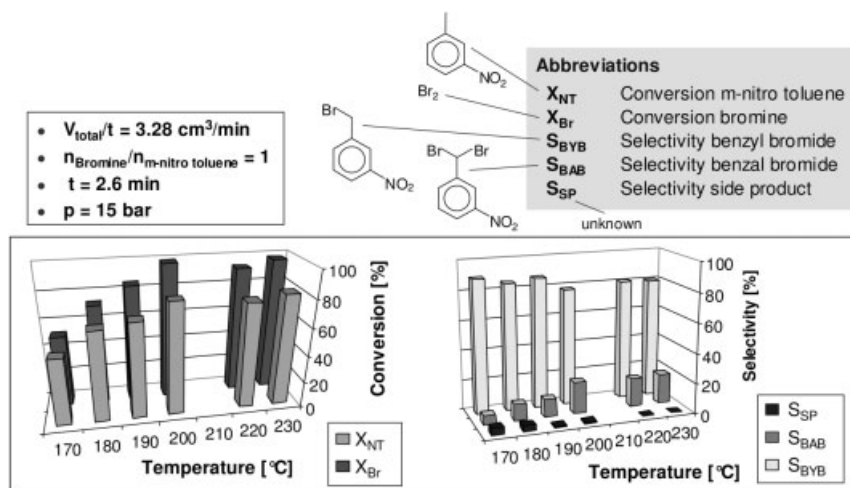 NO₂
Br₂
Br
NO₂
Br Br
NO₂
Abbreviations
X_NT Conversion m-nitro toluene
X_Br Conversion bromine
S_BYB Selectivity benzyl bromide
S_BAB Selectivity benzal bromide
S_SP Selectivity side product
unknown
• V_total/t = 3.28 cm³/min
• n_Bromine/n_m-nitro toluene = 1
• t = 2.6 min
• p = 15 bar
100
80
60
40
20
0
Conversion [%]
170 180 190 200 210 220 230
Temperature [°C]
X_NT
X_Br
100
80
60
40
20
0
Selectivity [%]
170 180 190 200 210 220 230
Temperature [°C]
S_SP
S_BAB
S_BYB